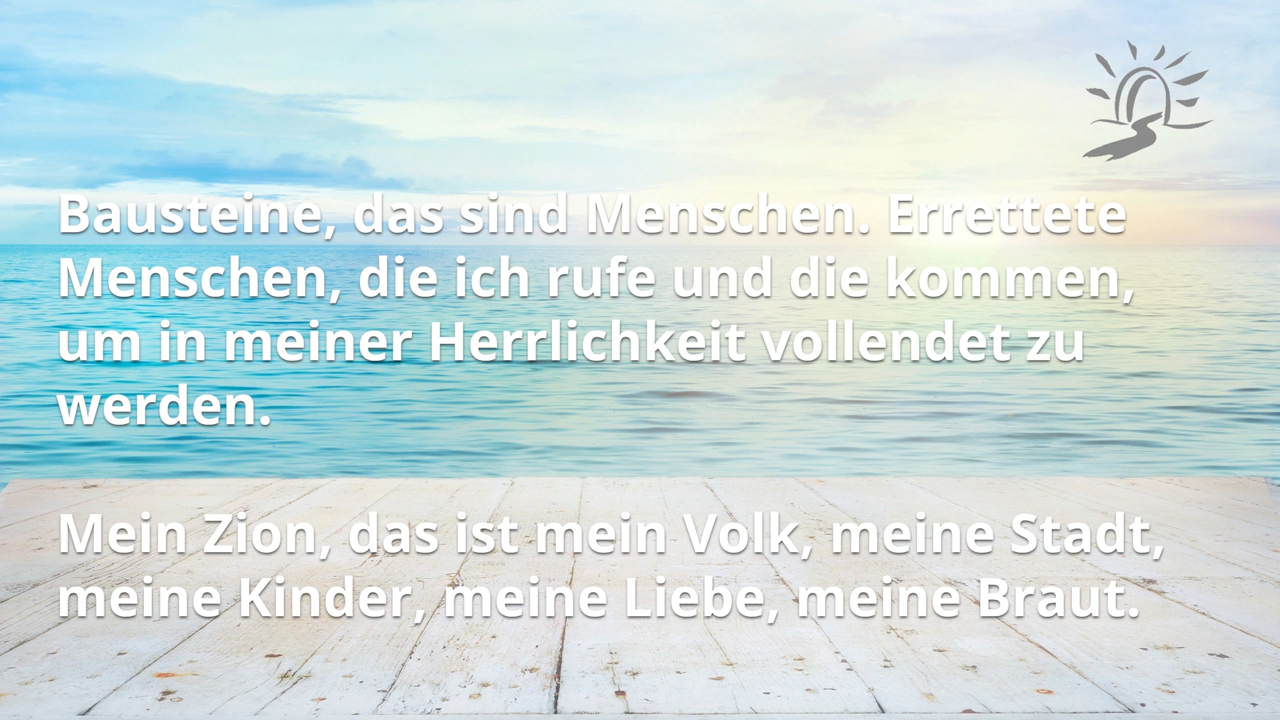 Bausteine, das sind Menschen. Errettete
Menschen, die ich rufe und die kommen,
um in meiner Herrlichkeit vollendet zu
werden.
Mein Zion, das ist mein Volk, meine Stadt,
meine Kinder, meine Liebe, meine Braut.